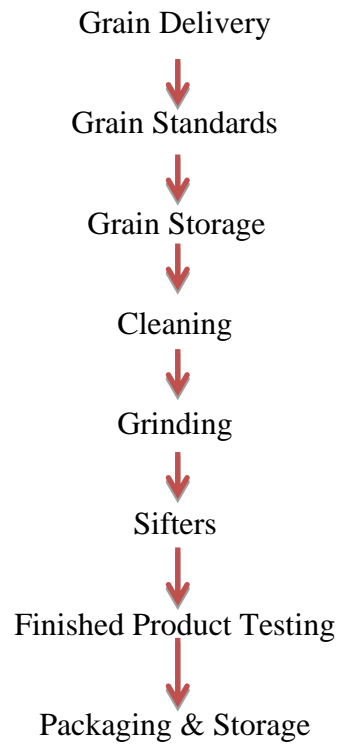 Grain Delivery
Grain Standards
Grain Storage
Cleaning
Grinding
Sifters
Finished Product Testing
Packaging & Storage